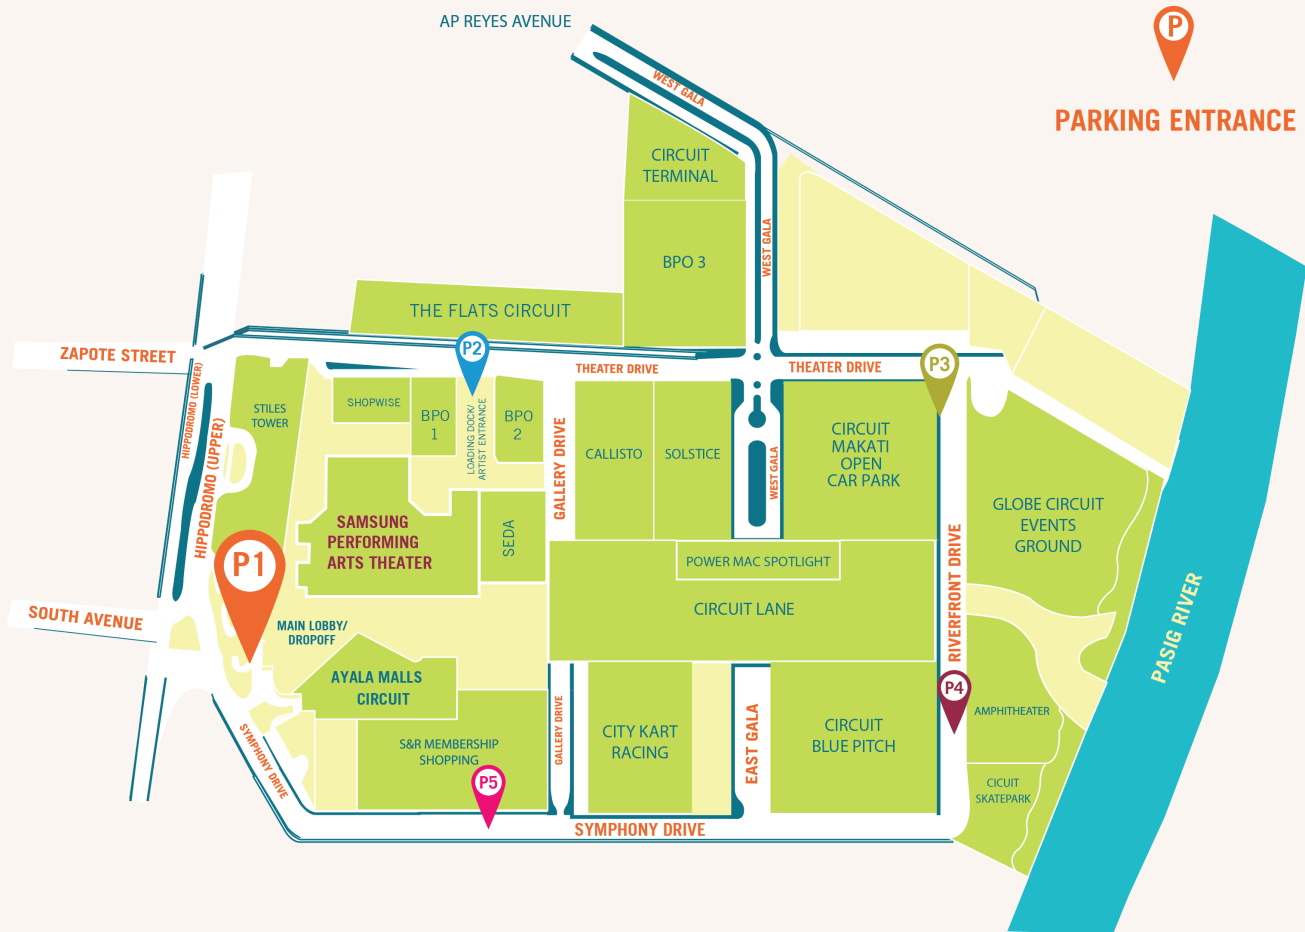 AP REYES AVENUE
P
PARKING ENTRANCE
WEST GALA
CIRCUIT
TERMINAL
WEST GALA
BPO 3
THE FLATS CIRCUIT
ZAPOTE STREET
P2
THEATER DRIVE
THEATER DRIVE
P3
HIPPODROMO (LOWER)
HIPPODROMO (UPPER)
STILES
TOWER
SHOPWISE
BPO
1
LOADING DOCK/
ARTIST ENTRANCE
BPO
2
GALLERY DRIVE
CALLISTO
SOLSTICE
WEST GALA
CIRCUIT
MAKATI
OPEN
CAR PARK
GLOBE CIRCUIT
EVENTS
GROUND
SAMSUNG
PERFORMING
ARTS THEATER
SEDA
P1
POWER MAC SPOTLIGHT
CIRCUIT LANE
RIVERFRONT DRIVE
PASIG RIVER
SOUTH AVENUE
MAIN LOBBY/
DROPOFF
AYALA MALLS
CIRCUIT
P4
AMPHITHEATER
SYMPHONY DRIVE
S&R MEMBERSHIP
SHOPPING
P5
GALLERY DRIVE
CITY KART
RACING
EAST GALA
CIRCUIT
BLUE PITCH
CICUIT
SKATEPARK
SYMPHONY DRIVE